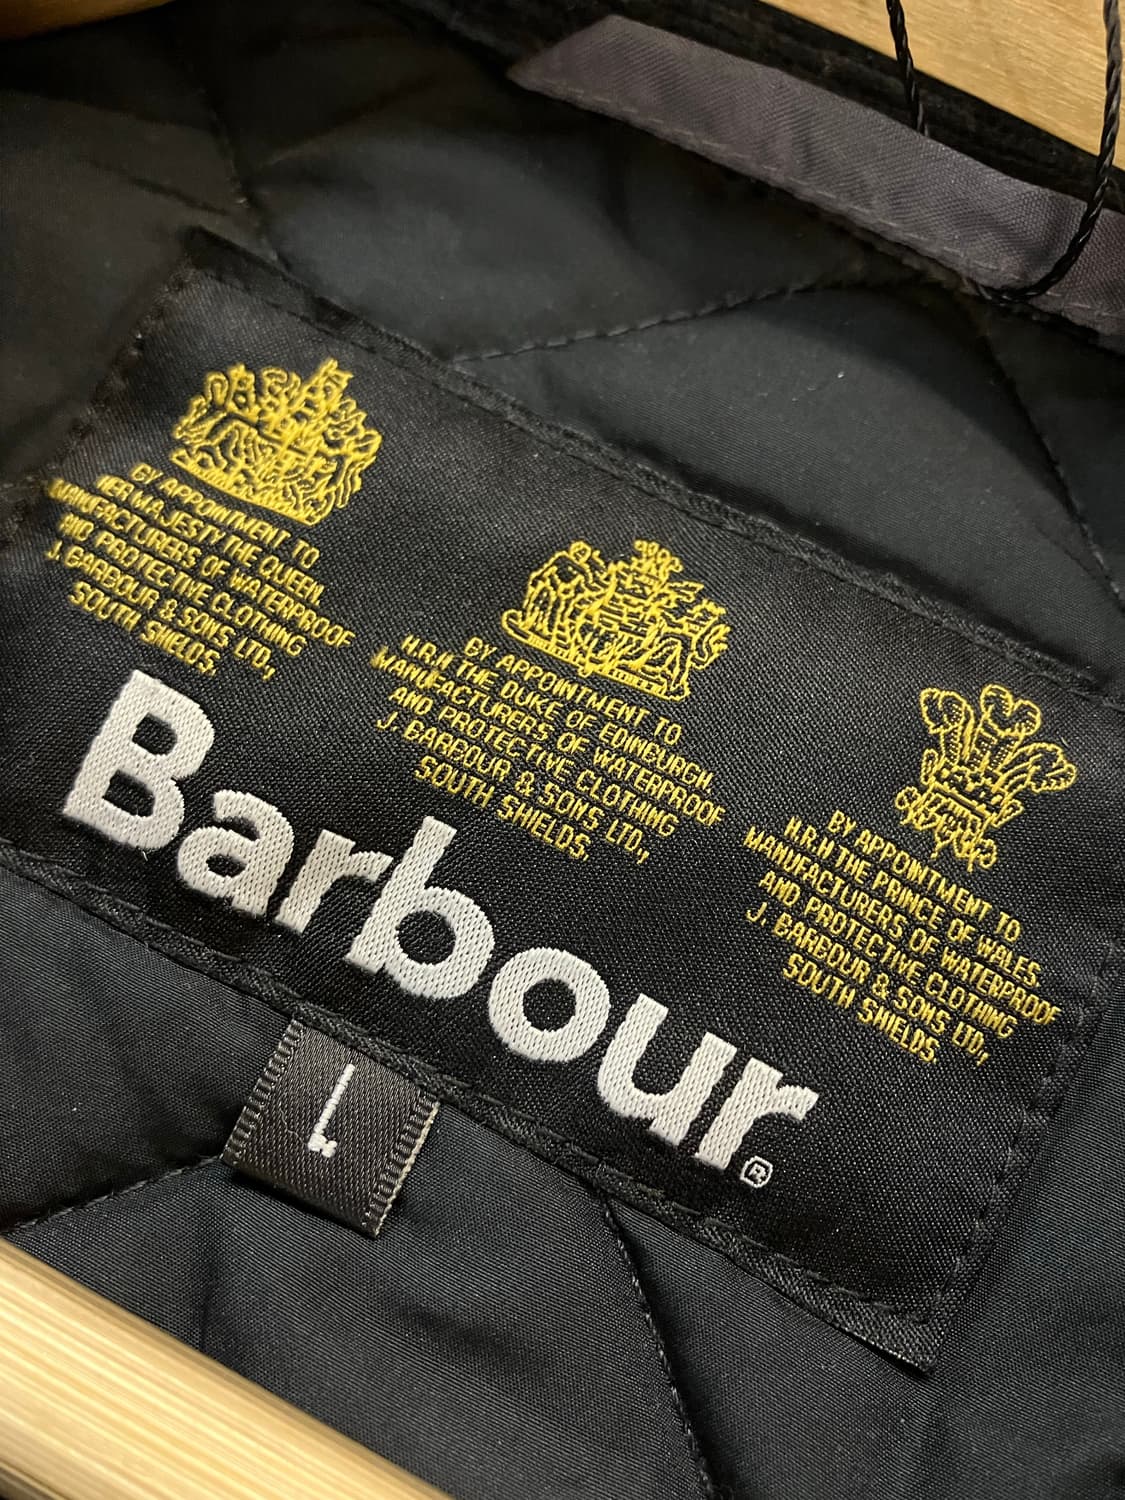 BY APPOINTMENT TO
HER MAJESTY THE QUEEN,
MANUFACTURERS OF WATERPROOF
AND PROTECTIVE CLOTHING
J. BARBOUR & SONS LTD.,
SOUTH SHIELDS.
BY APPOINTMENT TO
H.R.H THE DUKE OF EDINBURGH,
MANUFACTURERS OF WATERPROOF
AND PROTECTIVE CLOTHING
J. BARBOUR & SONS LTD.,
SOUTH SHIELDS.
BY APPOINTMENT TO
H.R.H THE PRINCE OF WALES,
MANUFACTURERS OF WATERPROOF
AND PROTECTIVE CLOTHING
J. BARBOUR & SONS LTD.,
SOUTH SHIELDS.
Barbour®
L